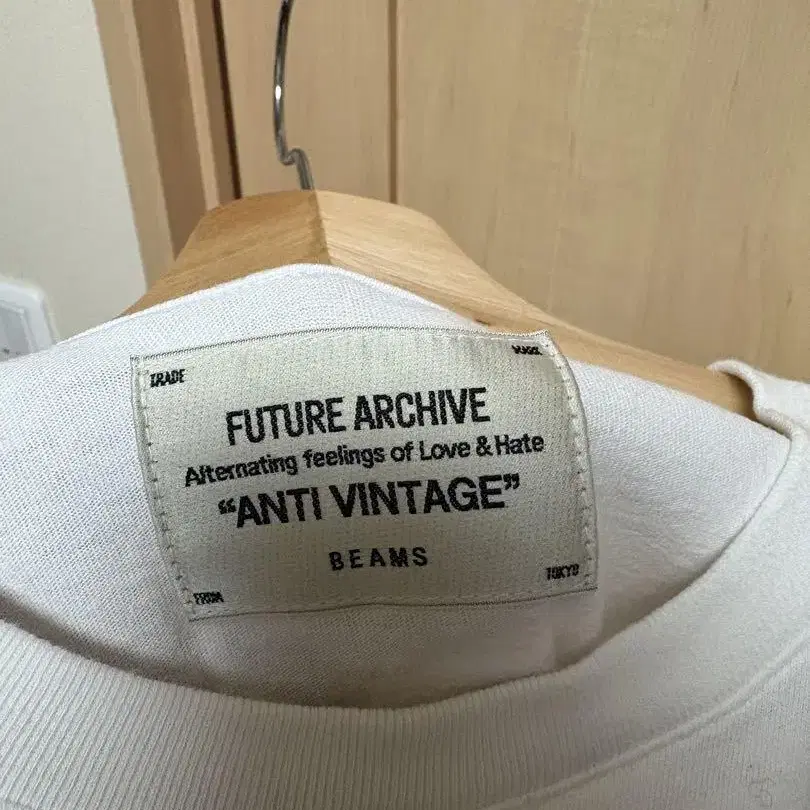 TRADE MARK
FUTURE ARCHIVE
Alternating feelings of Love & Hate
“ANTI VINTAGE”
BEAMS
FROM TOKYO